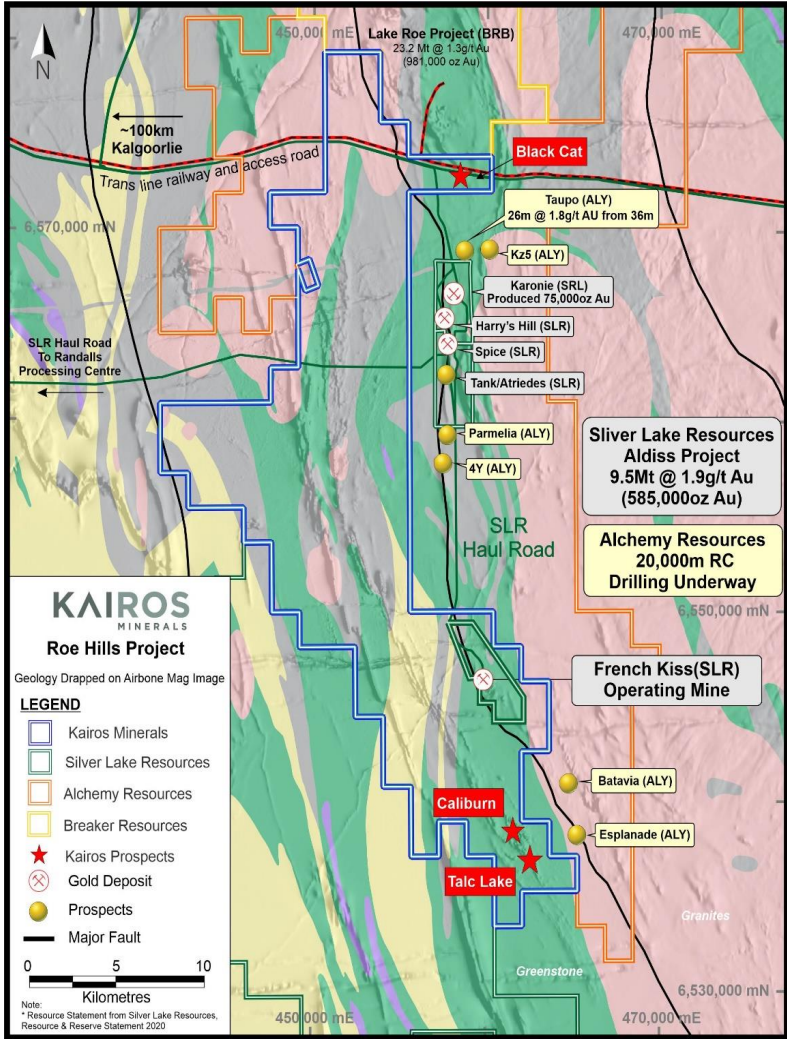 450,000 mE
Lake Roe Project (BRB)
23.2 Mt @ 1.3g/t Au
(981,000 oz Au)
470,000 mE
N
~100km
Kalgoorlie
Trans line railway and access road
Black Cat
Taupo (ALY)
26m @ 1.8g/t AU from 36m
6,570,000 mN
Kz5 (ALY)
Karonie (SRL)
Produced 75,000oz Au
Harry's Hill (SLR)
Spice (SLR)
SLR Haul Road
To Randalls
Processing Centre
Tank/Atriedes (SLR)
Parmelia (ALY)
4Y (ALY)
Sliver Lake Resources
Aldiss Project
9.5Mt @ 1.9g/t Au
(585,000oz Au)
SLR
Haul Road
Alchemy Resources
20,000m RC
Drilling Underway
6,550,000 mN
French Kiss(SLR)
Operating Mine
Batavia (ALY)
Caliburn
Esplanade (ALY)
Talc Lake
Granites
Greenstone
6,530,000 mN
450,000 mE
470,000 mE
KAIROS
MINERALS
Roe Hills Project
Geology Drapped on Airbone Mag Image
LEGEND
Kairos Minerals
Silver Lake Resources
Alchemy Resources
Breaker Resources
Kairos Prospects
Gold Deposit
Prospects
Major Fault
0 5 10
Kilometres
Note:
* Resource Statement from Silver Lake Resources,
Resource & Reserve Statement 2020